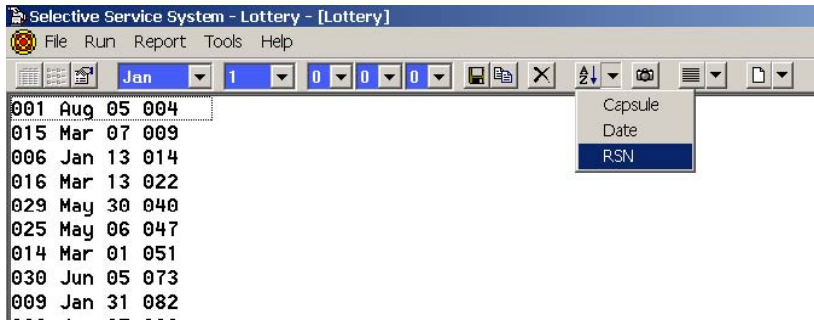 Selective Service System - Lottery - [Lottery]
File Run Report Tools Help
Jan 1 0 0 0
Capsule
Date
RSN
001 Aug 05 004
015 Mar 07 009
006 Jan 13 014
016 Mar 13 022
029 May 30 040
025 May 06 047
014 Mar 01 051
030 Jun 05 073
009 Jan 31 082